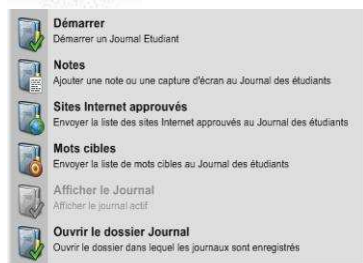 Démarrer
Démarrer un Journal Etudiant
Notes
Ajouter une note ou une capture d'écran au Journal des étudiants
Sites Internet approuvés
Envoyer la liste des sites Internet approuvés au Journal des étudiants
Mots cibles
Envoyer la liste de mots cibles au Journal des étudiants
Afficher le Journal
Afficher le journal actif
Ouvrir le dossier Journal
Ouvrir le dossier dans lequel les journaux sont enregistrés